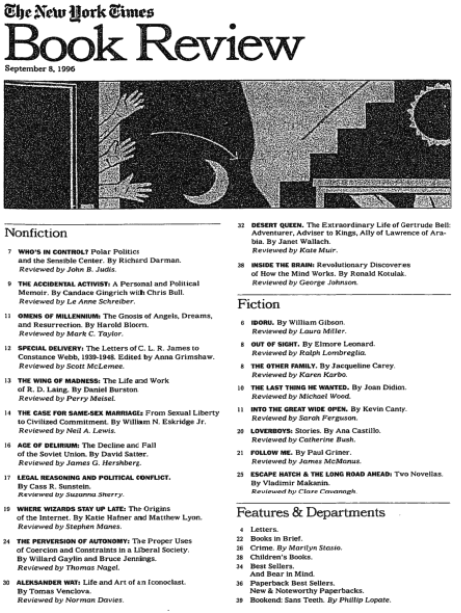 The New York Times
Book Review
September 8, 1996
Nonfiction
7 WHO'S IN CONTROL? Polar Politics
and the Sensible Center. By Richard Darman.
Reviewed by John B. Judis.
9 THE ACCIDENTAL ACTIVIST: A Personal and Political
Memoir. By Candace Gingrich with Chris Bull.
Reviewed by Le Anne Schreiber.
11 OMENS OF MILLENNIUM: The Gnosis of Angels, Dreams,
and Resurrection. By Harold Bloom.
Reviewed by Mark C. Taylor.
12 SPECIAL DELIVERY: The Letters of C. L. R. James to
Constance Webb, 1939-1948. Edited by Anna Grimshaw.
Reviewed by Scott McLemee.
13 THE WING OF MADNESS: The Life and Work
of R. D. Laing. By Daniel Burston.
Reviewed by Perry Meisel.
14 THE CASE FOR SAME-SEX MARRIAGE: From Sexual Liberty
to Civilized Commitment. By William N. Eskridge Jr.
Reviewed by Neil A. Lewis.
16 AGE OF DELIRIUM: The Decline and Fall
of the Soviet Union. By David Satter.
Reviewed by James G. Hershberg.
17 LEGAL REASONING AND POLITICAL CONFLICT.
By Cass R. Sunstein.
Reviewed by Suzanna Sherry.
19 WHERE WIZARDS STAY UP LATE: The Origins
of the Internet. By Katie Hafner and Matthew Lyon.
Reviewed by Stephen Manes.
24 THE PERVERSION OF AUTONOMY: The Proper Uses
of Coercion and Constraints in a Liberal Society.
By Willard Gaylin and Bruce Jennings.
Reviewed by Thomas Nagel.
30 ALEKSANDER WAT: Life and Art of an Iconoclast.
By Tomas Venclova.
Reviewed by Norman Davies.
32 DESERT QUEEN. The Extraordinary Life of Gertrude Bell:
Adventurer, Adviser to Kings, Ally of Lawrence of Ara-
bia. By Janet Wallach.
Reviewed by Kate Muir.
38 INSIDE THE BRAIN: Revolutionary Discoveries
of How the Mind Works. By Ronald Kotulak.
Reviewed by George Johnson.
Fiction
6 IDORU. By William Gibson.
Reviewed by Laura Miller.
8 OUT OF SIGHT. By Elmore Leonard.
Reviewed by Ralph Lombreglia.
8 THE OTHER FAMILY. By Jacqueline Carey.
Reviewed by Karen Karbo.
10 THE LAST THING HE WANTED. By Joan Didion.
Reviewed by Michael Wood.
11 INTO THE GREAT WIDE OPEN. By Kevin Canty.
Reviewed by Sarah Ferguson.
20 LOVERBOYS: Stories. By Ana Castillo.
Reviewed by Catherine Bush.
21 FOLLOW ME. By Paul Griner.
Reviewed by James McManus.
25 ESCAPE HATCH & THE LONG ROAD AHEAD: Two Novellas.
By Vladimir Makanin.
Reviewed by Clare Cavanagh.
Features & Departments
4 Letters.
22 Books in Brief.
26 Crime. By Marilyn Stasio.
28 Children's Books.
34 Best Sellers.
And Bear in Mind.
36 Paperback Best Sellers.
New & Noteworthy Paperbacks.
39 Bookend: Sans Teeth. By Phillip Lopate.